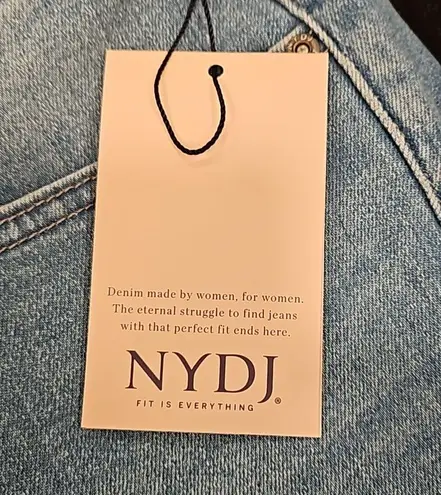 Denim made by women, for women.
The eternal struggle to find jeans
with that perfect fit ends here.
NYDJ®
FIT IS EVERYTHING